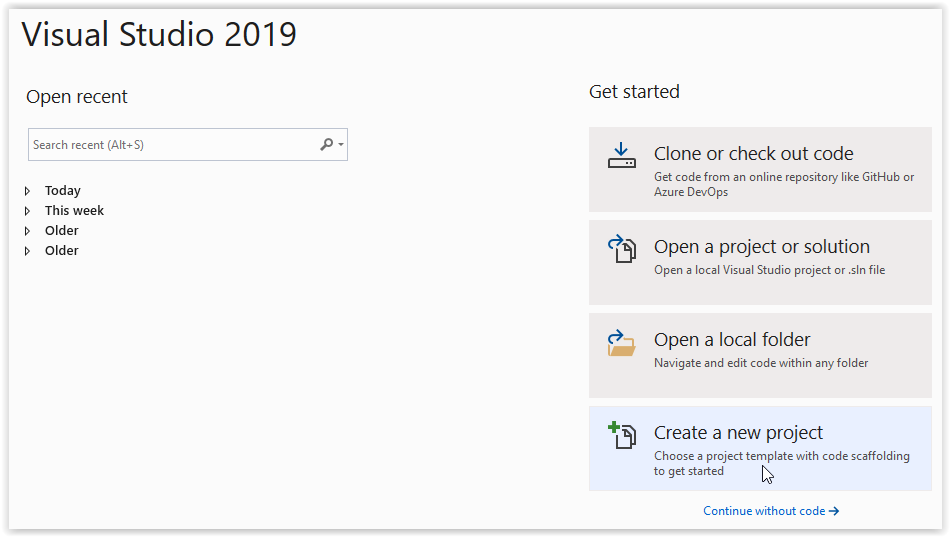 Visual Studio 2019
Open recent
Search recent (Alt+S)
Today
This week
Older
Older
Get started
Clone or check out code
Get code from an online repository like GitHub or
Azure DevOps
Open a project or solution
Open a local Visual Studio project or .sln file
Open a local folder
Navigate and edit code within any folder
Create a new project
Choose a project template with code scaffolding
to get started
Continue without code